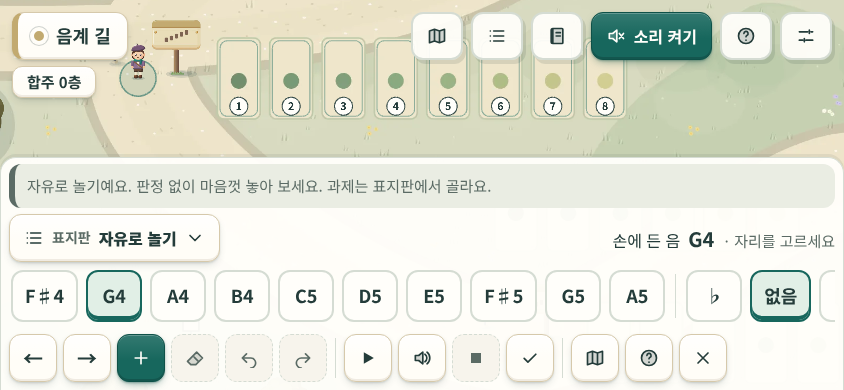 음계 길
소리 켜기
합주 0층
1 2 3 4 5 6 7 8
자유로 놀기예요. 판정 없이 마음껏 놓아 보세요. 과제는 표지판에서 골라요.
표지판 자유로 놀기
손에 든 음 G4 · 자리를 고르세요
F♯4 G4 A4 B4 C5 D5 E5 F♯5 G5 A5 ♭ 없음